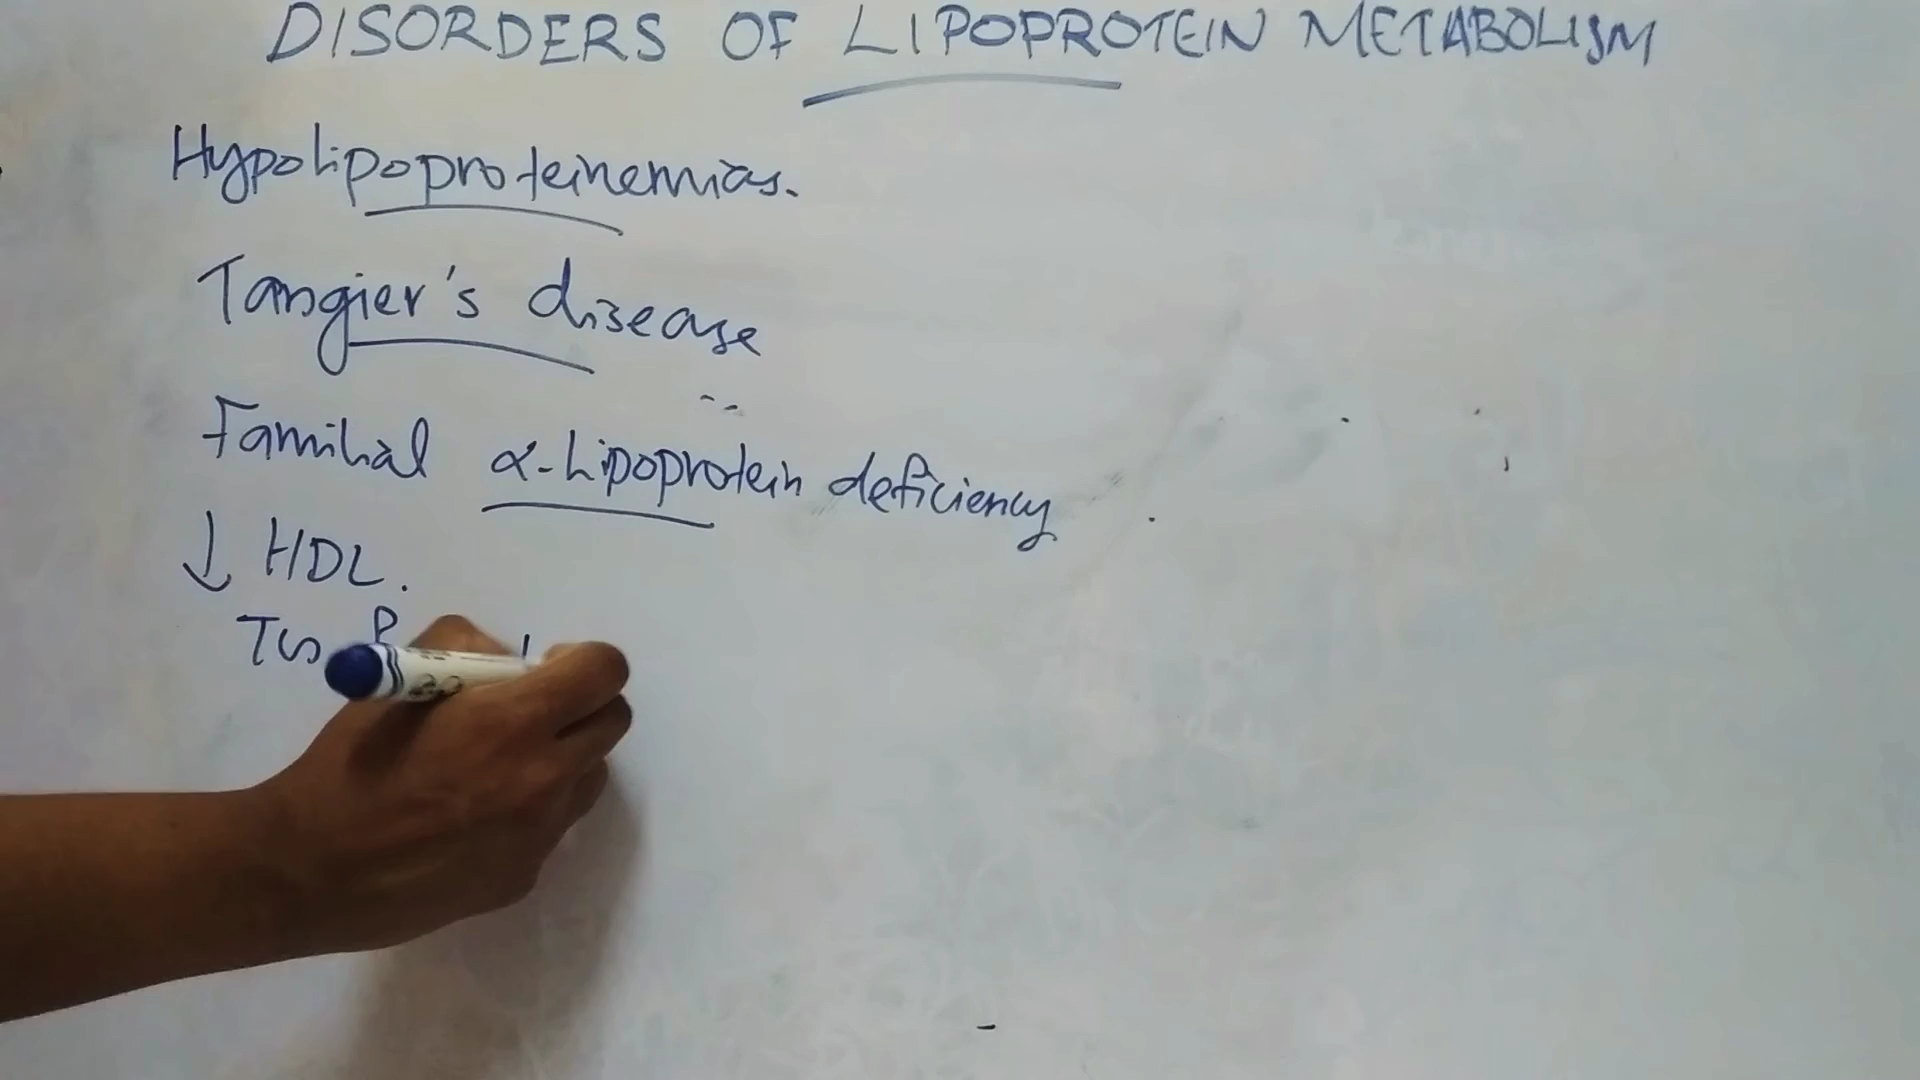 DISORDERS OF LIPOPROTEIN METABOLISM
Hypolipoproteinemias.
Tangier's disease
Familial α-Lipoprotein deficiency
↓ HDL.